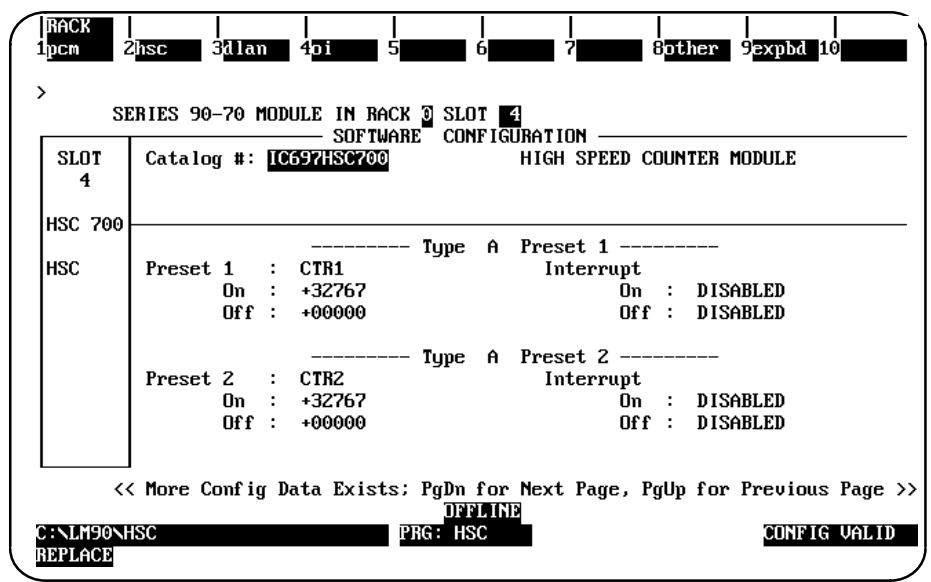 RACK
1pcm 2hsc 3dlan 4oi 5 6 7 8other 9expbd 10
>
SERIES 90-70 MODULE IN RACK 0 SLOT 4
SOFTWARE CONFIGURATION
SLOT Catalog #: IC697HSC700 HIGH SPEED COUNTER MODULE
4
HSC 700
--------- Type A Preset 1 ---------
HSC Preset 1 : CTR1 Interrupt
On : +32767 On : DISABLED
Off : +00000 Off : DISABLED
--------- Type A Preset 2 ---------
Preset 2 : CTR2 Interrupt
On : +32767 On : DISABLED
Off : +00000 Off : DISABLED
<< More Config Data Exists; PgDn for Next Page, PgUp for Previous Page >>
OFFLINE
C:\LM90\HSC PRG: HSC CONFIG VALID
REPLACE